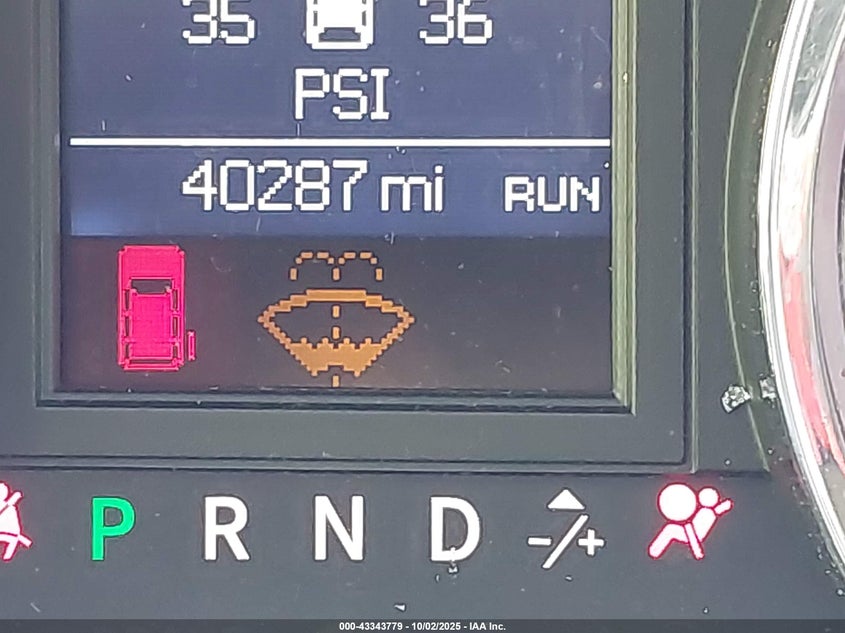 35 36
PSI
40287 mi RUN
P R N D -/+
000-43343779 - 10/02/2025 - IAA Inc.